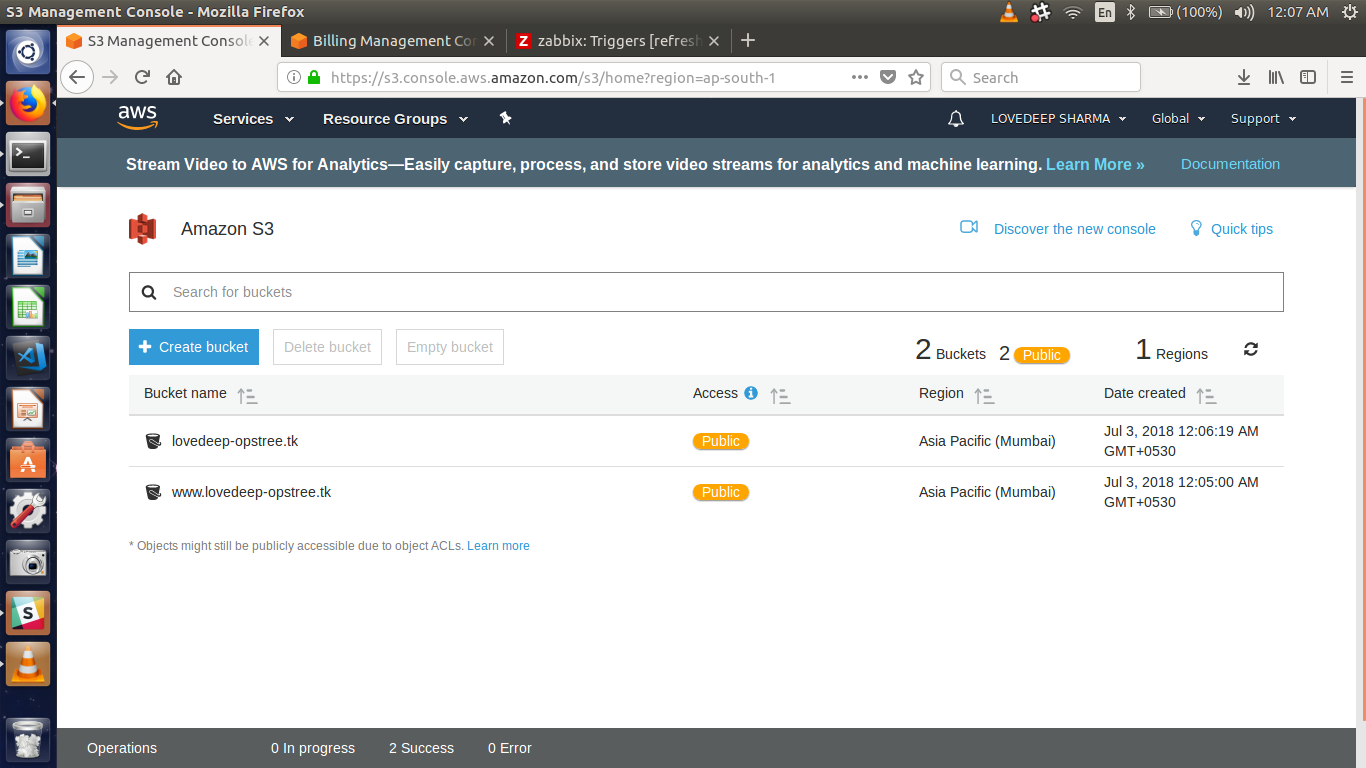 S3 Management Console - Mozilla Firefox
En (100%) 12:07 AM
S3 Management Console
Billing Management Con
zabbix: Triggers [refresh
https://s3.console.aws.amazon.com/s3/home?region=ap-south-1
Search
aws Services Resource Groups LOVEDEEP SHARMA Global Support
Stream Video to AWS for Analytics—Easily capture, process, and store video streams for analytics and machine learning. Learn More » Documentation
Amazon S3 Discover the new console Quick tips
Search for buckets
+ Create bucket Delete bucket Empty bucket 2 Buckets 2 Public 1 Regions
Bucket name Access Region Date created
lovedeep-opstree.tk Public Asia Pacific (Mumbai) Jul 3, 2018 12:06:19 AM
GMT+0530
www.lovedeep-opstree.tk Public Asia Pacific (Mumbai) Jul 3, 2018 12:05:00 AM
GMT+0530
* Objects might still be publicly accessible due to object ACLs. Learn more
Operations 0 In progress 2 Success 0 Error